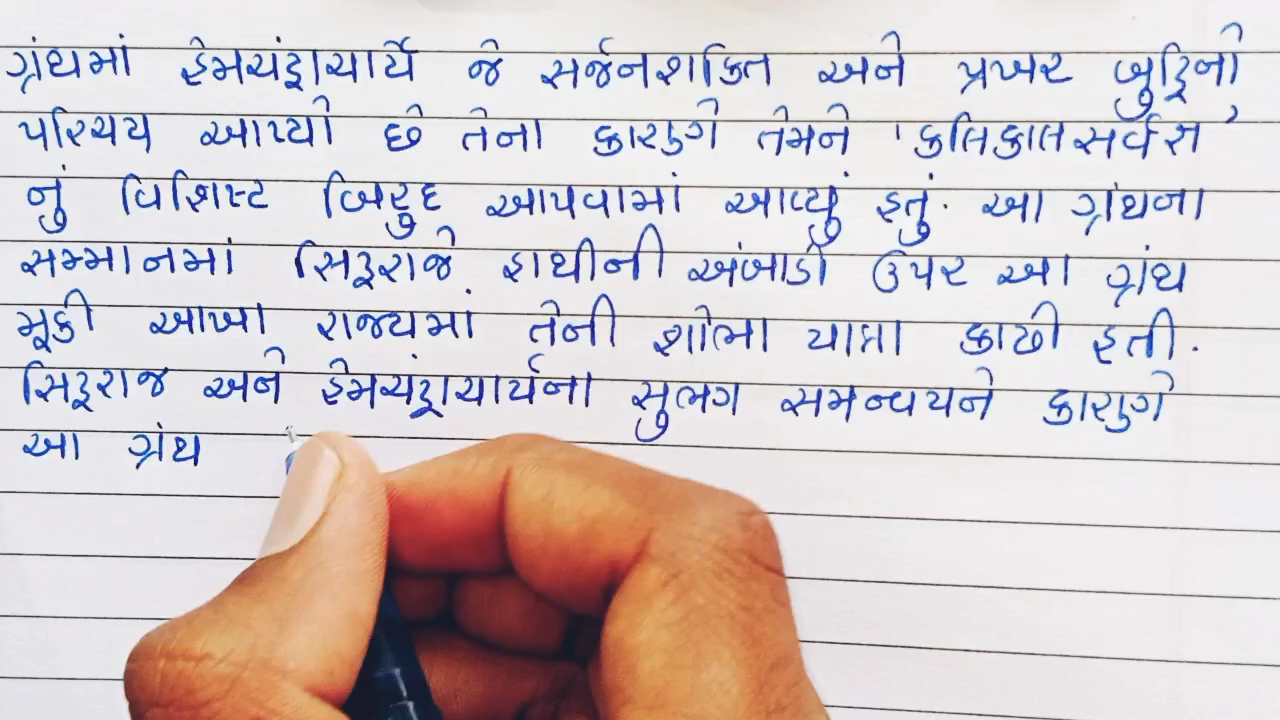 ગ્રંથમાં હેમચંદ્રાચાર્યે જે સર્જનશક્તિ અને પ્રખર બુદ્ધિનો
પરિચય આપ્યો છે તેના કારણે તેમને 'કલિકાલસર્વજ્ઞ'
નું વિશિષ્ટ બિરુદ આપવામાં આવ્યું હતું. આ ગ્રંથના
સન્માનમાં સિદ્ધરાજે હાથીની અંબાડી ઉપર આ ગ્રંથ
મૂકી આખા રાજ્યમાં તેની શોભા યાત્રા કાઢી હતી.
સિદ્ધરાજ અને હેમચંદ્રાચાર્યના સુભગ સમન્વયને કારણે
આ ગ્રંથ